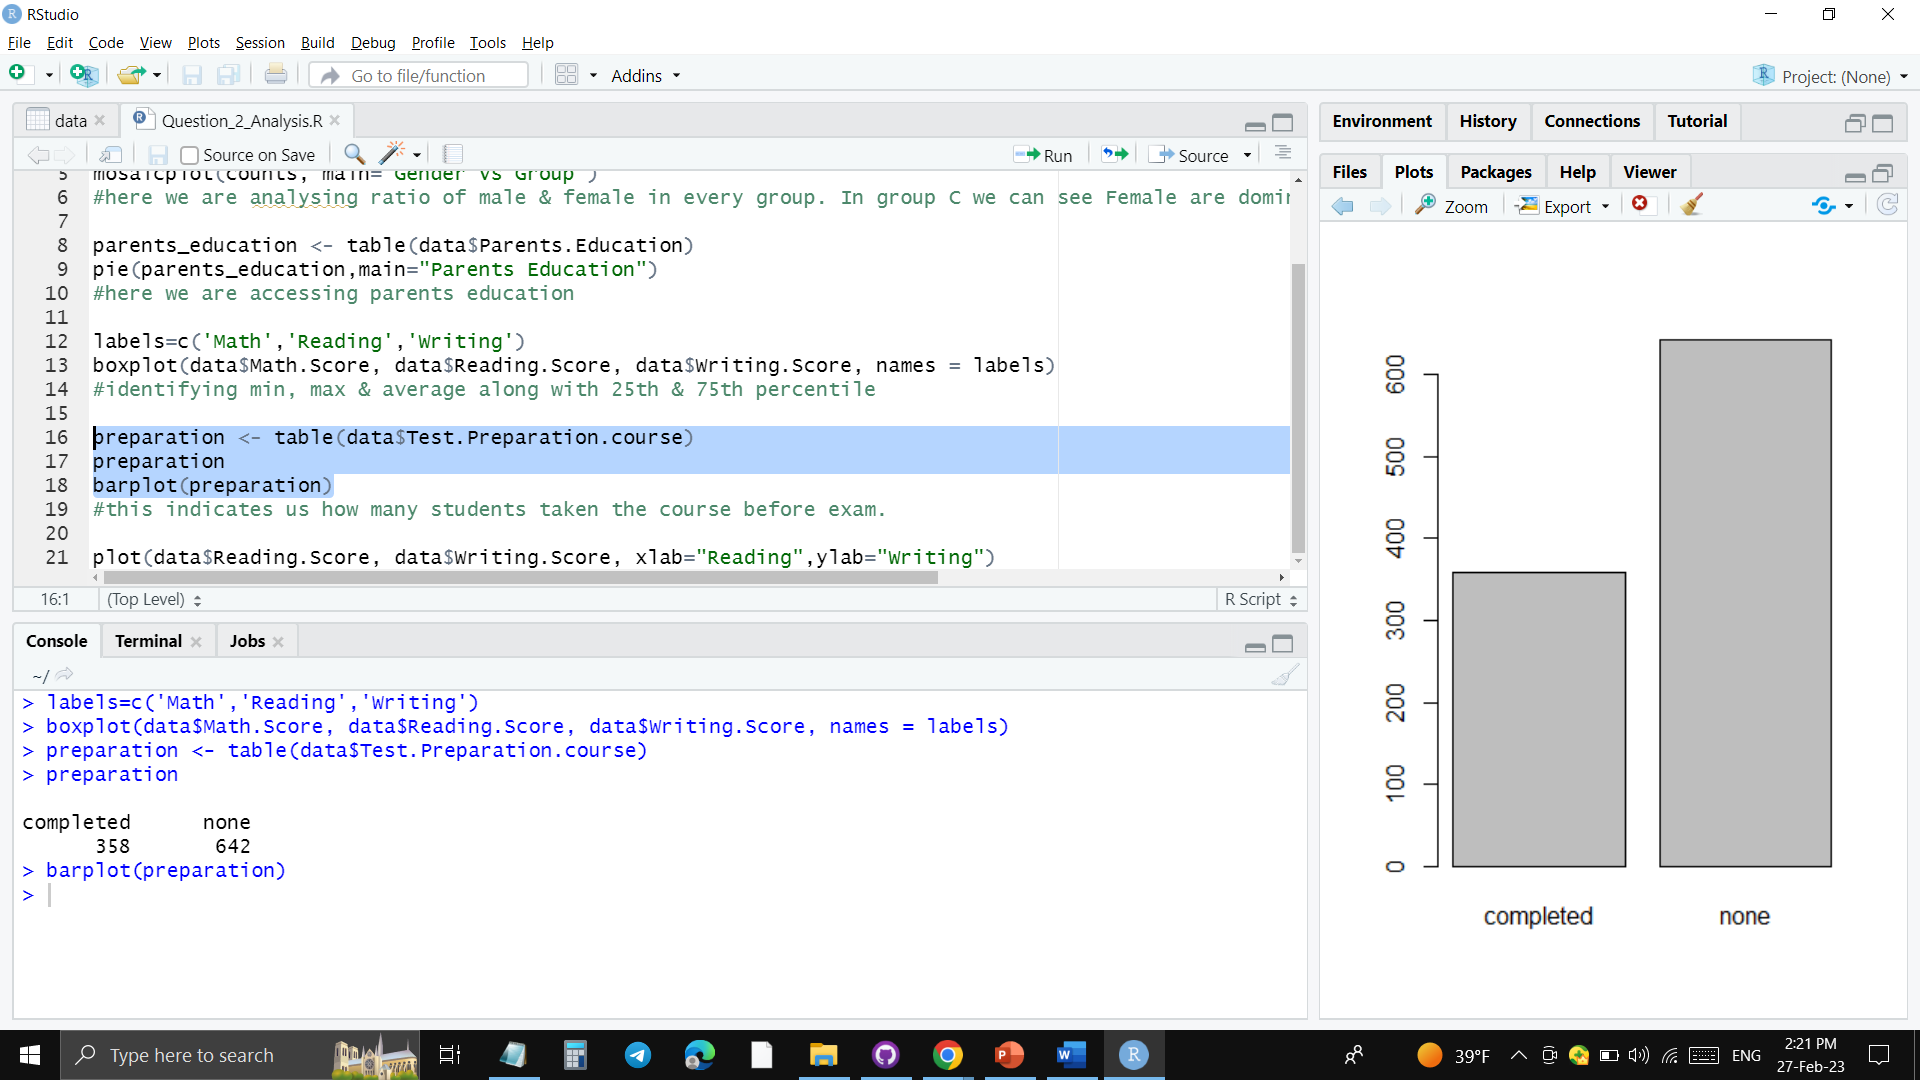 RStudio
File Edit Code View Plots Session Build Debug Profile Tools Help
Go to file/function Addins Project: (None)
data Question_2_Analysis.R
Source on Save Run Source
5 mosaicplot(counts, main="Gender vs Group")
6 #here we are analysing ratio of male & female in every group. In group C we can see Female are domin
7
8 parents_education <- table(data$Parents.Education)
9 pie(parents_education,main="Parents Education")
10 #here we are accessing parents education
11
12 labels=c('Math','Reading','Writing')
13 boxplot(data$Math.Score, data$Reading.Score, data$Writing.Score, names = labels)
14 #identifying min, max & average along with 25th & 75th percentile
15
16 preparation <- table(data$Test.Preparation.course)
17 preparation
18 barplot(preparation)
19 #this indicates us how many students taken the course before exam.
20
21 plot(data$Reading.Score, data$Writing.Score, xlab="Reading",ylab="Writing")
16:1 (Top Level) R Script
Console Terminal Jobs
~/
> labels=c('Math','Reading','Writing')
> boxplot(data$Math.Score, data$Reading.Score, data$Writing.Score, names = labels)
> preparation <- table(data$Test.Preparation.course)
> preparation
completed none
358 642
> barplot(preparation)
>
Environment History Connections Tutorial
Files Plots Packages Help Viewer
Zoom Export
600
500
400
300
200
100
0
completed none
Type here to search
39°F ENG
2:21 PM
27-Feb-23